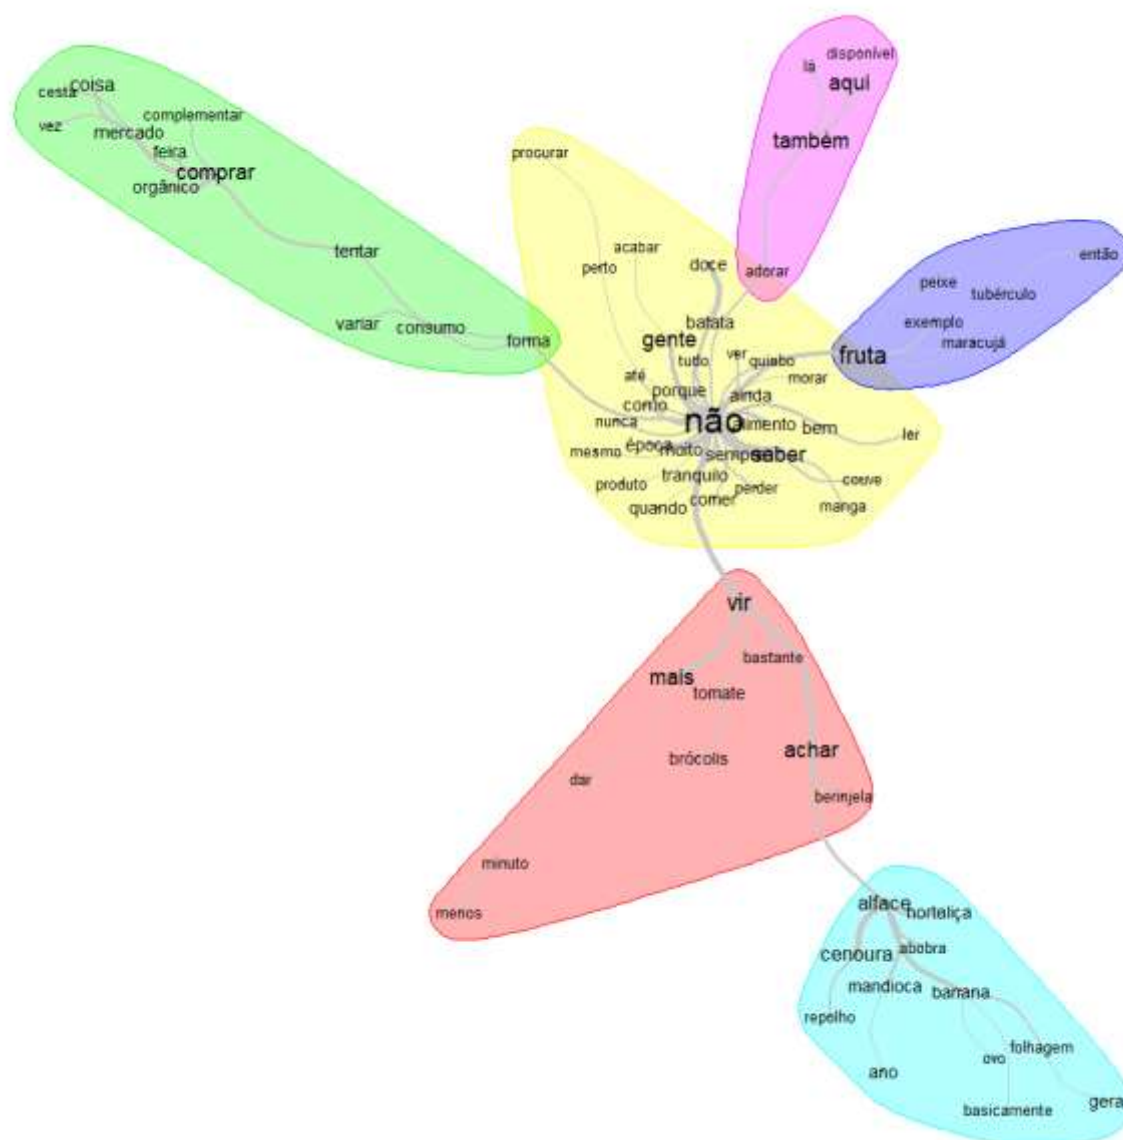 coisa
cesta
vez
mercado
complementar
feira
comprar
orgânico
tentar
variar
consumo
forma
disponível
lá
aqui
também
adorar
procurar
acabar
perto
doce
batata
gente
tudo
ver
quiabo
morar
até
porque
como
ainda
não
alimento
bem
ler
nunca
época
muito
mesmo
sempre
saber
tranquilo
perder
produto
comer
quando
couve
manga
então
peixe
tubérculo
exemplo
maracujá
fruta
vir
bastante
mais
tomate
achar
brócolis
dar
berinjela
minuto
menos
alface
hortaliça
cenoura
abobra
mandioca
banana
repolho
folhagem
ovo
ano
basicamente
gera